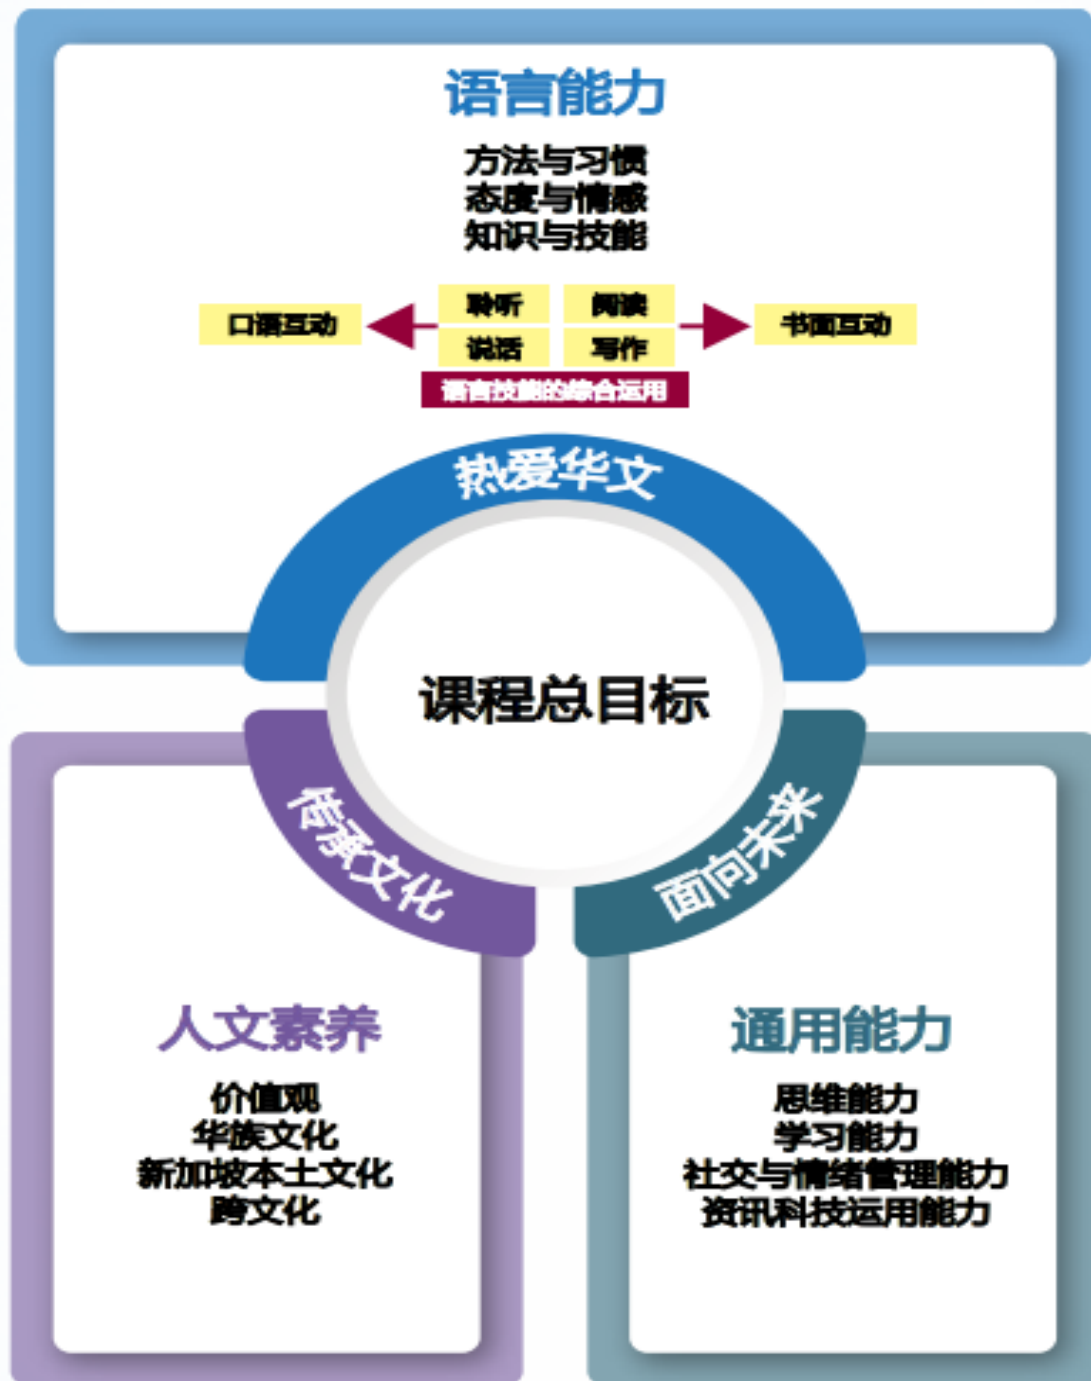 语言能力
方法与习惯
态度与情感
知识与技能
口语互动
聆听
阅读
书面互动
说话
写作
语言技能的综合运用
热爱华文
课程总目标
传承文化
面向未来
人文素养
价值观
华族文化
新加坡本土文化
跨文化
通用能力
思维能力
学习能力
社交与情绪管理能力
资讯科技运用能力